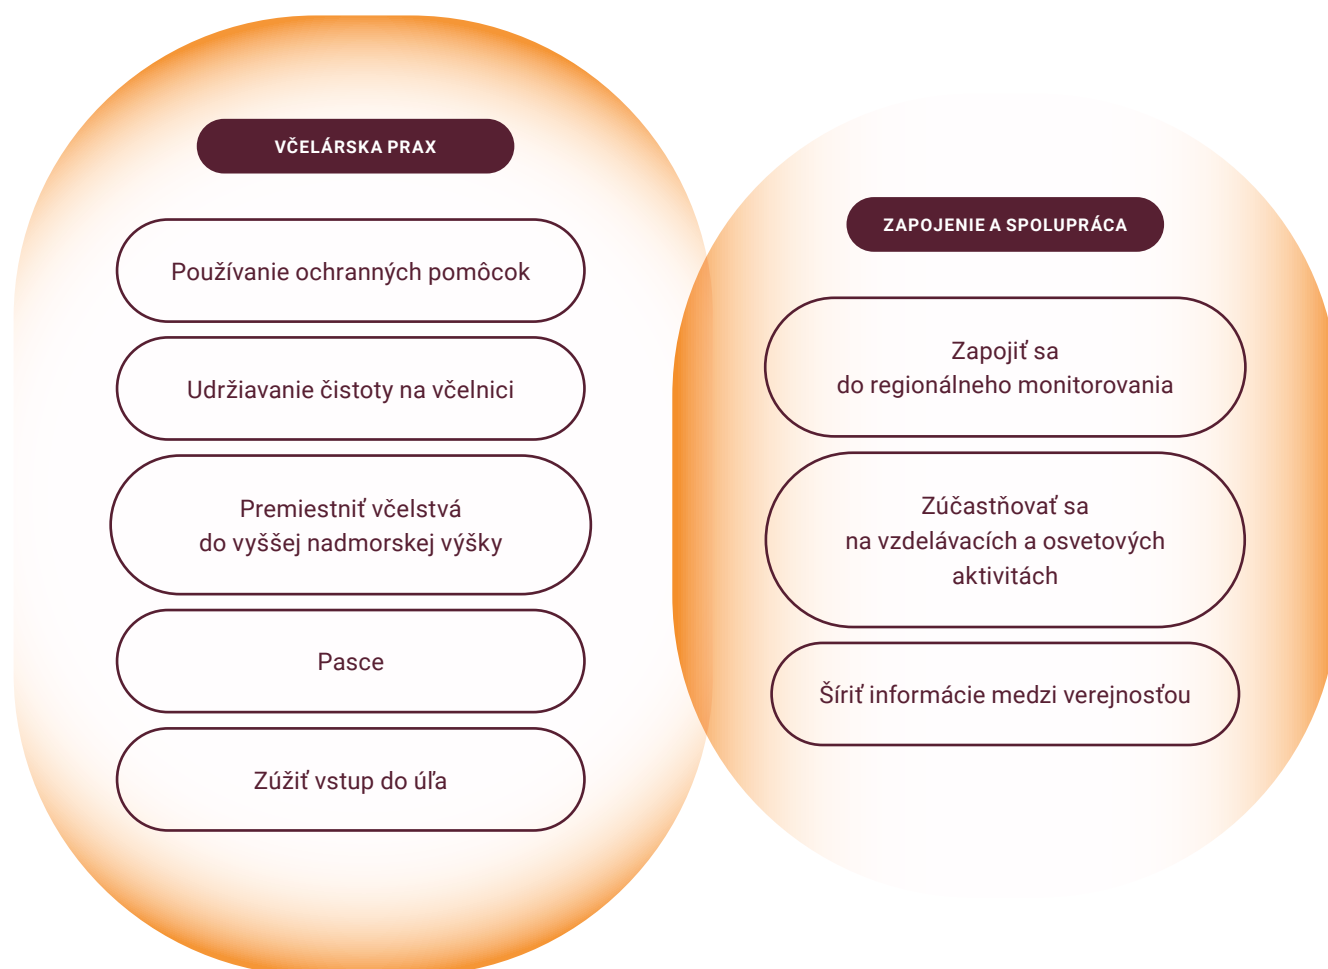 VČELÁRSKA PRAX
Používanie ochranných pomôcok
Udržiavanie čistoty na včelnici
Premiestniť včelstvá
do vyššej nadmorskej výšky
Pasce
Zúžiť vstup do úľa
ZAPOJENIE A SPOLUPRÁCA
Zapojiť sa
do regionálneho monitorovania
Zúčastňovať sa
na vzdelávacích a osvetových
aktivitách
Šíriť informácie medzi verejnosťou